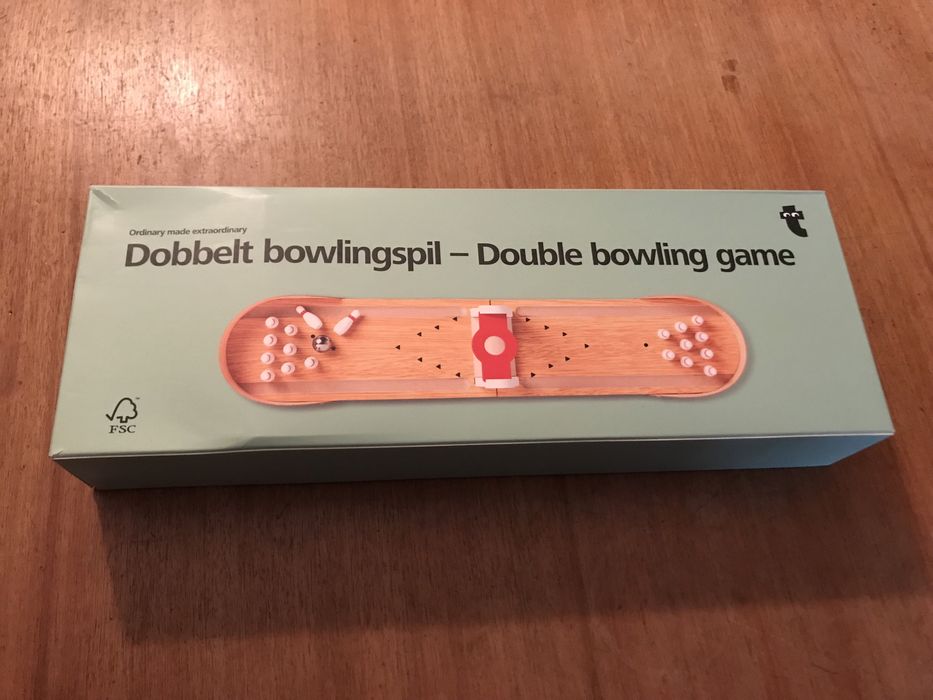 Ordinary made extraordinary
Dobbelt bowlingspil – Double bowling game
t
FSC